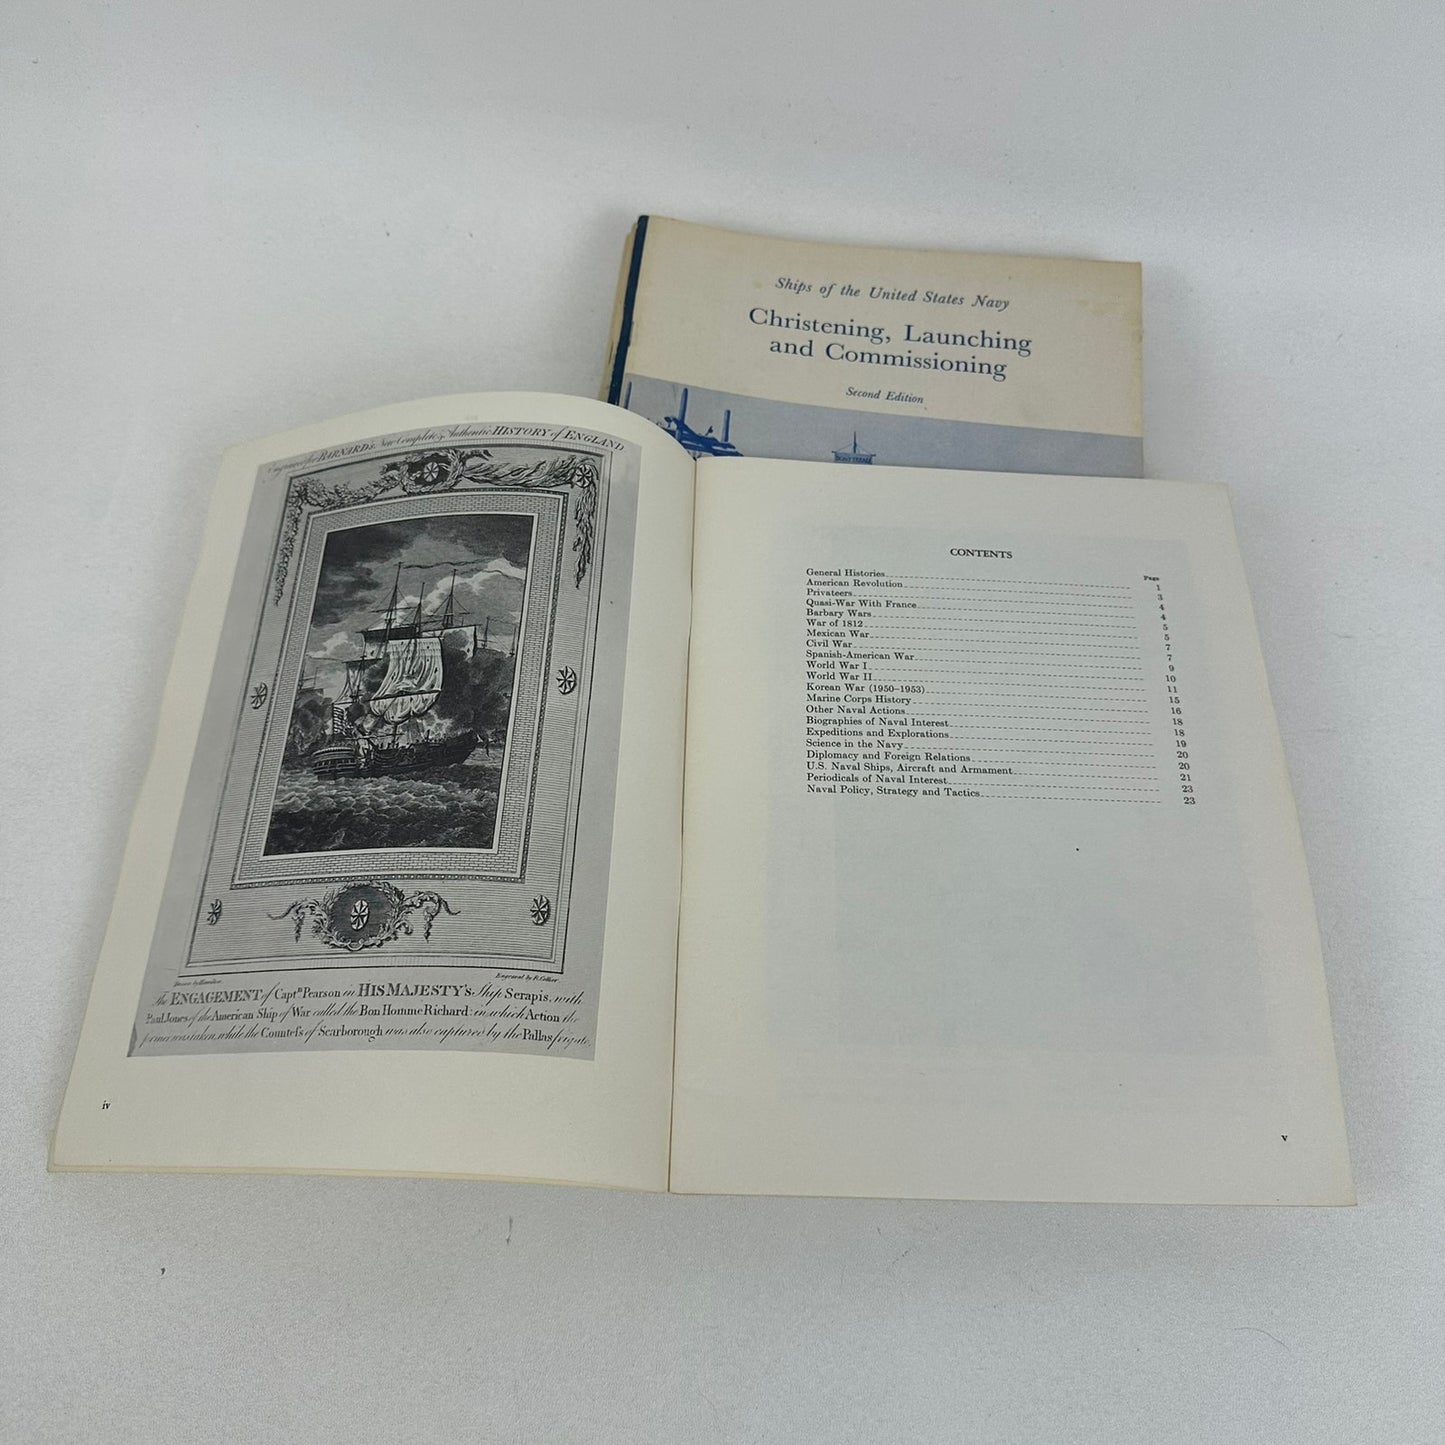 Ships of the United States Navy
Christening, Launching
and Commissioning
Second Edition
Engraved for BARNARD's New Complete & Authentic HISTORY of ENGLAND
Engrav'd by R. Collier
The ENGAGEMENT of Captn Pearson in HIS MAJESTY's Ship Serapis, with
Paul Jones of the American Ship of War called the Bon Homme Richard: in which Action the
former was taken, while the Countess of Scarborough was also captured by the Pallas frigate.
iv
CONTENTS
Page
General Histories 1
American Revolution 3
Privateers 4
Quasi-War With France 4
Barbary Wars 5
War of 1812 5
Mexican War 7
Civil War 7
Spanish-American War 9
World War I 10
World War II 11
Korean War (1950–1953) 15
Marine Corps History 16
Other Naval Actions 18
Biographies of Naval Interest 18
Expeditions and Explorations 19
Science in the Navy 20
Diplomacy and Foreign Relations 20
U.S. Naval Ships, Aircraft and Armament 21
Periodicals of Naval Interest 23
Naval Policy, Strategy and Tactics 23
v